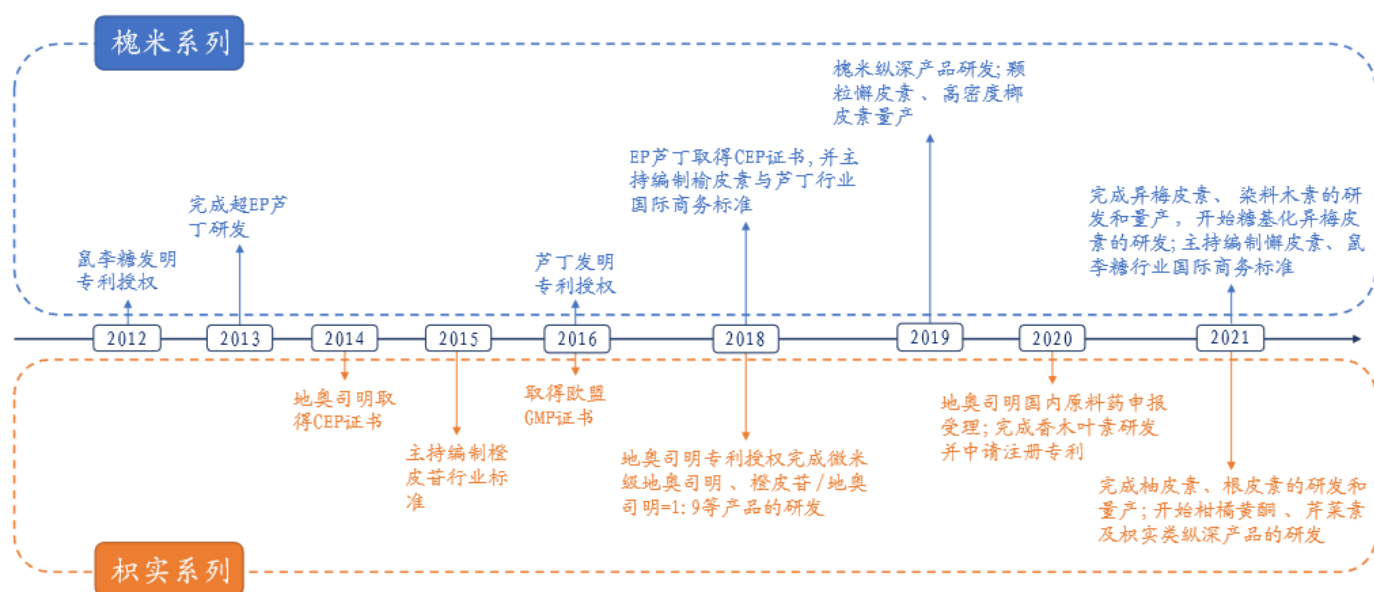 槐米系列
槐米纵深产品研发；颗
粒懈皮素、高密度榔
皮素量产
EP芦丁取得CEP证书，并主
持编制榆皮素与芦丁行业
国际商务标准
完成异梅皮素、染料木素的研
发和量产，开始糖基化异梅皮
素的研发；主持编制懈皮素、鼠
李糖行业国际商务标准
完成超EP芦
丁研发
鼠李糖发明
专利授权
芦丁发明
专利授权
2012
2013
2014
2015
2016
2018
2019
2020
2021
地奥司明取
得CEP证书
主持编制橙
皮苷行业标
准
取得欧盟
GMP证书
地奥司明专利授权完成微米
级地奥司明、橙皮苷/地奥
司明=1:9等产品的研发
地奥司明国内原料药申报
受理；完成香木叶素研发
并申请注册专利
完成柚皮素、根皮素的研发和
量产；开始柑橘黄酮、芹菜素
及枳实类纵深产品的研发
枳实系列